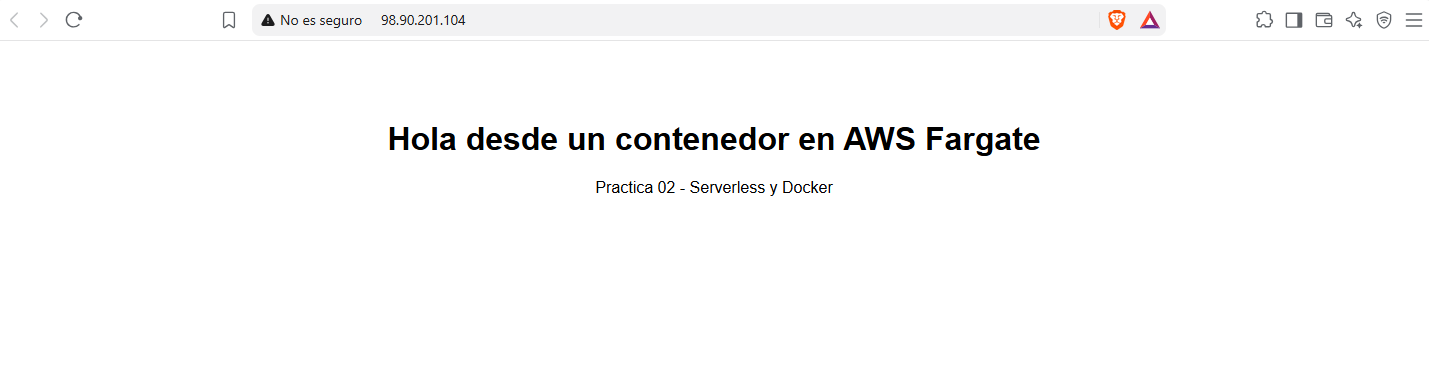 No es seguro 98.90.201.104
Hola desde un contenedor en AWS Fargate
Practica 02 - Serverless y Docker